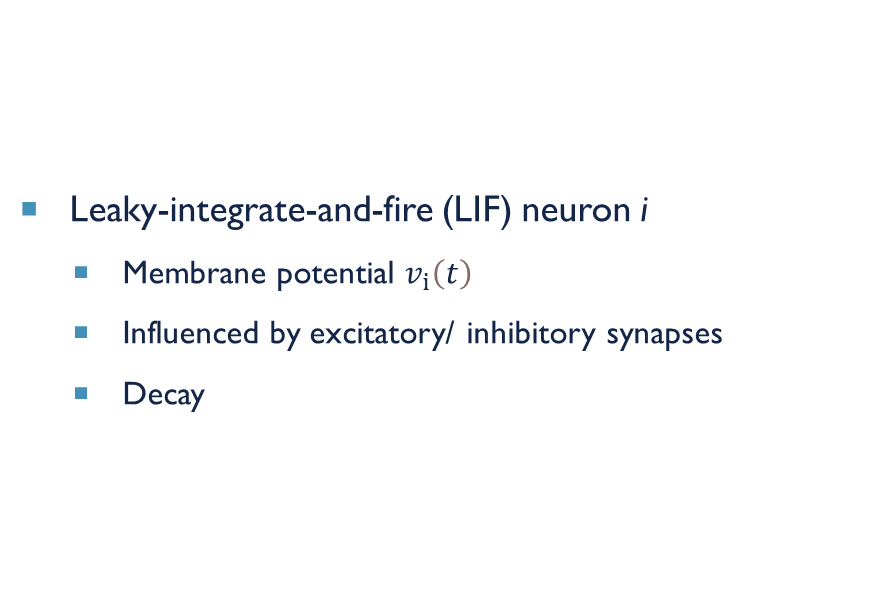 Leaky-integrate-and-fire (LIF) neuron i
Membrane potential vᵢ(t)
Influenced by excitatory/ inhibitory synapses
Decay